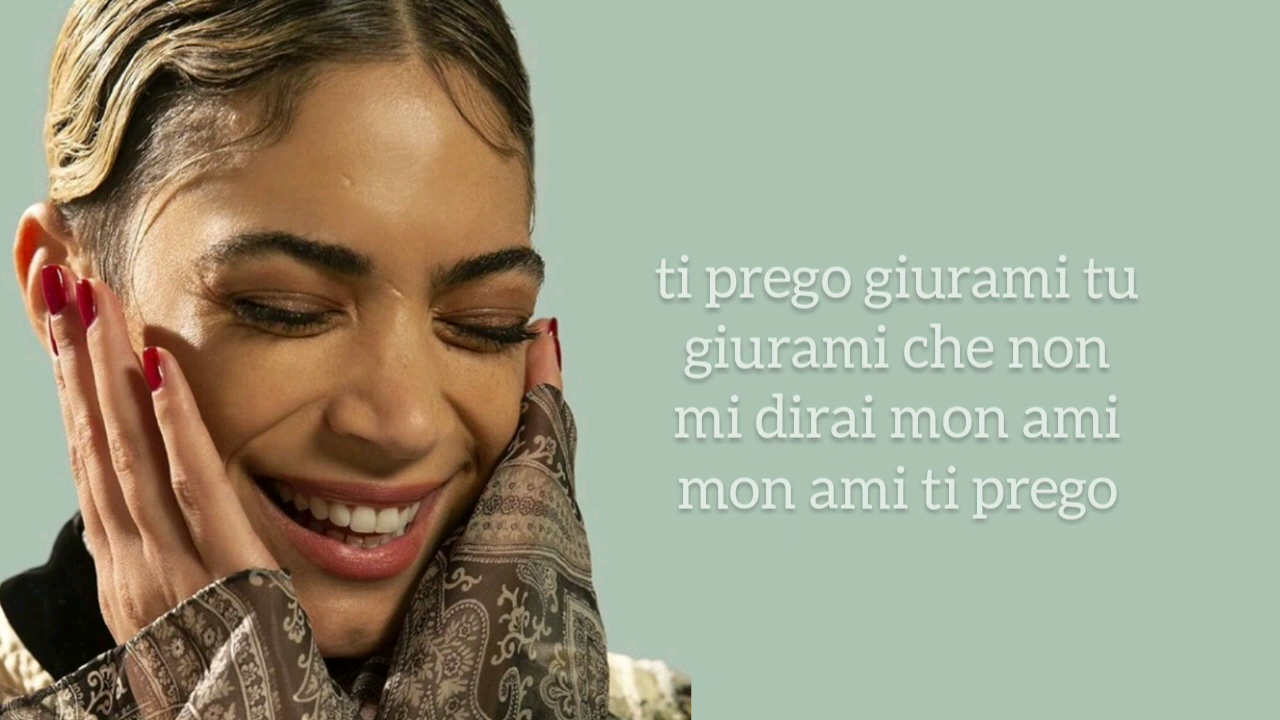 ti prego giurami tu
giurami che non
mi dirai mon ami
mon ami ti prego